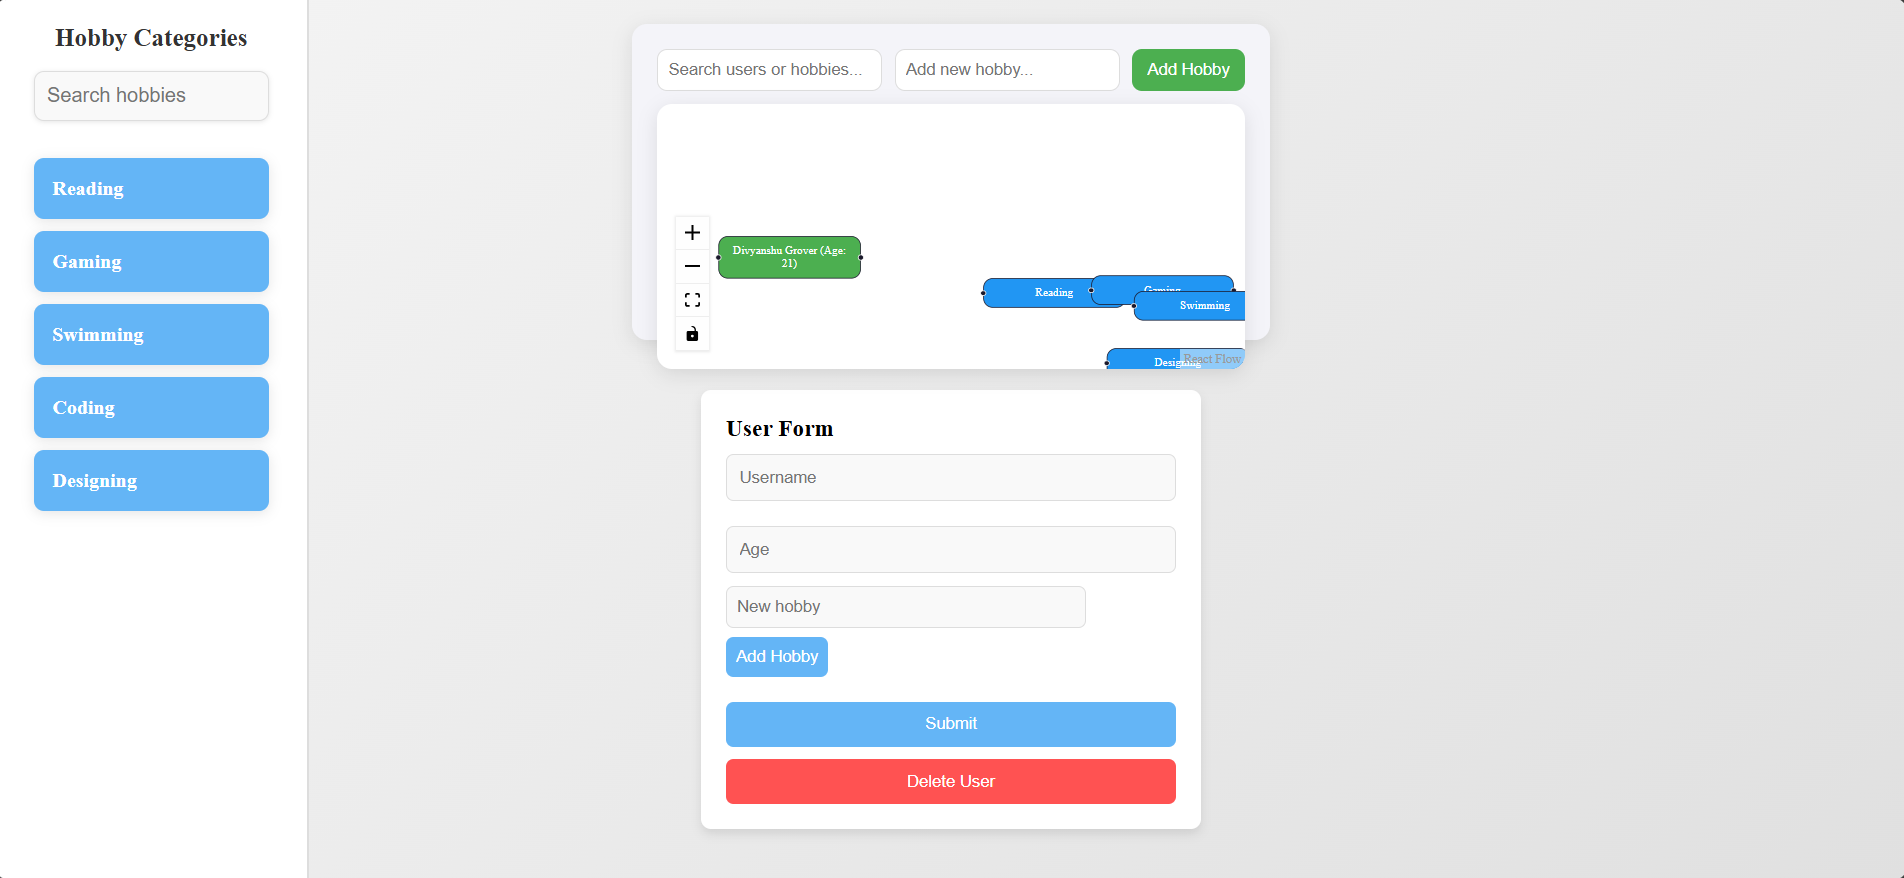 Hobby Categories
Search hobbies
Reading
Gaming
Swimming
Coding
Designing
Search users or hobbies...
Add new hobby...
Add Hobby
Divyanshu Grover (Age:
21)
Reading
Gaming
Swimming
Designing
React Flow
User Form
Username
Age
New hobby
Add Hobby
Submit
Delete User